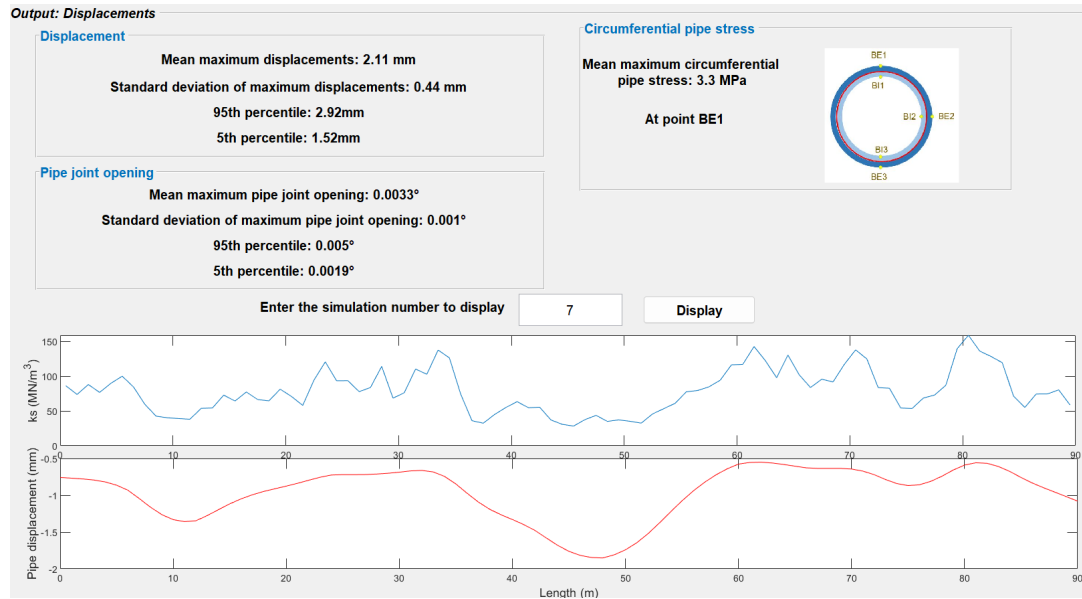 Output: Displacements
Displacement
Mean maximum displacements: 2.11 mm
Standard deviation of maximum displacements: 0.44 mm
95th percentile: 2.92mm
5th percentile: 1.52mm
Circumferential pipe stress
Mean maximum circumferential
pipe stress: 3.3 MPa
At point BE1
BE1
BI1
BI2
BE2
BI3
BE3
Pipe joint opening
Mean maximum pipe joint opening: 0.0033°
Standard deviation of maximum pipe joint opening: 0.001°
95th percentile: 0.005°
5th percentile: 0.0019°
Enter the simulation number to display
7
Display
ks (MN/m³)
150
100
50
0
0 10 20 30 40 50 60 70 80 90
Pipe displacement (mm)
-0.5
-1
-1.5
-2
0 10 20 30 40 50 60 70 80 90
Length (m)